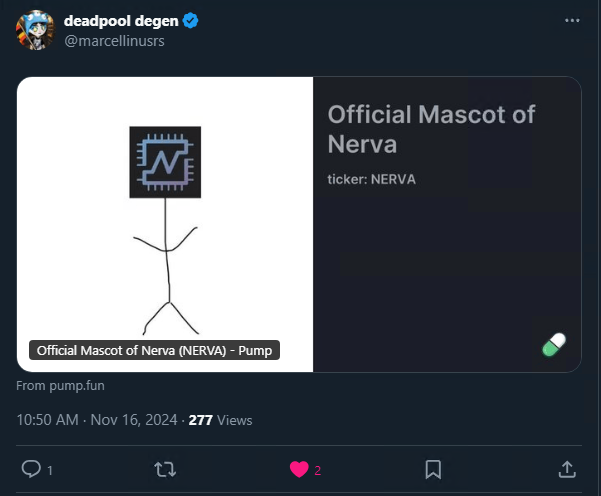 deadpool degen
@marcellinusrs
Official Mascot of
Nerva
ticker: NERVA
Official Mascot of Nerva (NERVA) - Pump
From pump.fun
10:50 AM · Nov 16, 2024 · 277 Views
1
2